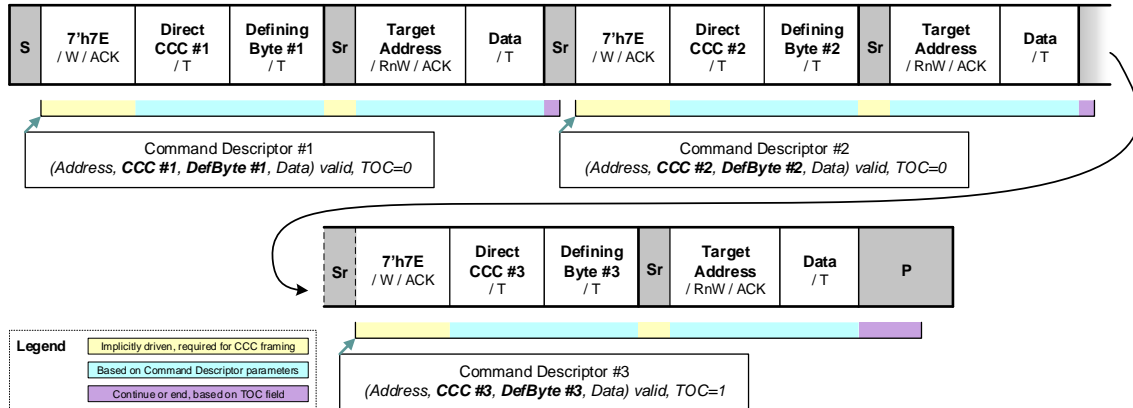 S
7'h7E
/ W / ACK
Direct
CCC #1
/ T
Defining
Byte #1
/ T
Sr
Target
Address
/ RnW / ACK
Data
/ T
Sr
7'h7E
/ W / ACK
Direct
CCC #2
/ T
Defining
Byte #2
/ T
Sr
Target
Address
/ RnW / ACK
Data
/ T
Command Descriptor #1
(Address, CCC #1, DefByte #1, Data) valid, TOC=0
Command Descriptor #2
(Address, CCC #2, DefByte #2, Data) valid, TOC=0
Sr
7'h7E
/ W / ACK
Direct
CCC #3
/ T
Defining
Byte #3
/ T
Sr
Target
Address
/ RnW / ACK
Data
/ T
P
Command Descriptor #3
(Address, CCC #3, DefByte #3, Data) valid, TOC=1
Legend
Implicitly driven, required for CCC framing
Based on Command Descriptor parameters
Continue or end, based on TOC field